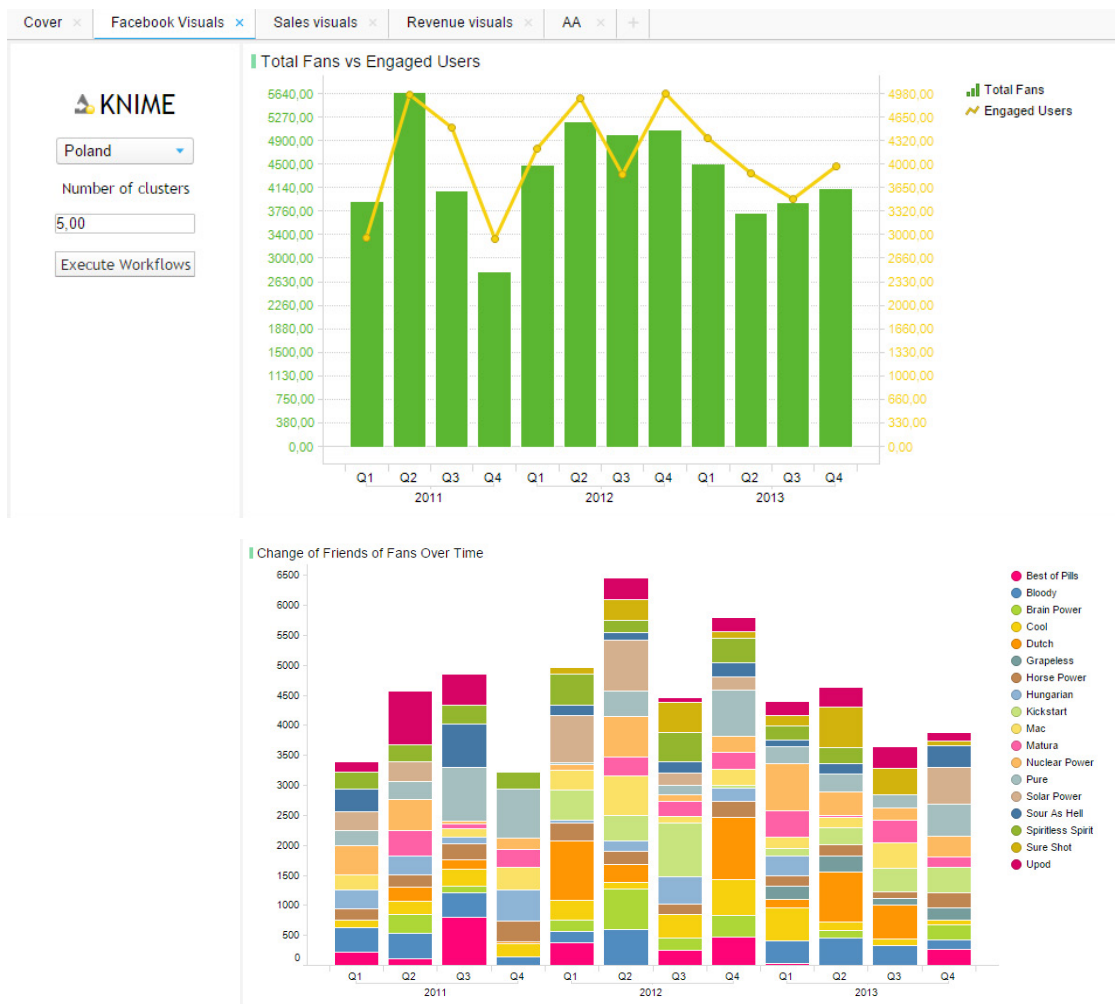 Cover × Facebook Visuals × Sales visuals × Revenue visuals × AA × +
KNIME
Poland
Number of clusters
5,00
Execute Workflows
Total Fans vs Engaged Users
5640,00
5270,00
4900,00
4500,00
4140,00
3760,00
3400,00
3000,00
2630,00
2260,00
1880,00
1500,00
1130,00
750,00
380,00
0,00
4980,00
4650,00
4320,00
4000,00
3650,00
3320,00
3000,00
2660,00
2330,00
2000,00
1660,00
1330,00
1000,00
660,00
330,00
0,00
Total Fans
Engaged Users
Q1 Q2 Q3 Q4 Q1 Q2 Q3 Q4 Q1 Q2 Q3 Q4
2011 2012 2013
Change of Friends of Fans Over Time
6500
6000
5500
5000
4500
4000
3500
3000
2500
2000
1500
1000
500
0
Best of Pills
Bloody
Brain Power
Cool
Dutch
Grapeless
Horse Power
Hungarian
Kickstart
Mac
Matura
Nuclear Power
Pure
Solar Power
Sour As Hell
Spiritless Spirit
Sure Shot
Upod
Q1 Q2 Q3 Q4 Q1 Q2 Q3 Q4 Q1 Q2 Q3 Q4
2011 2012 2013